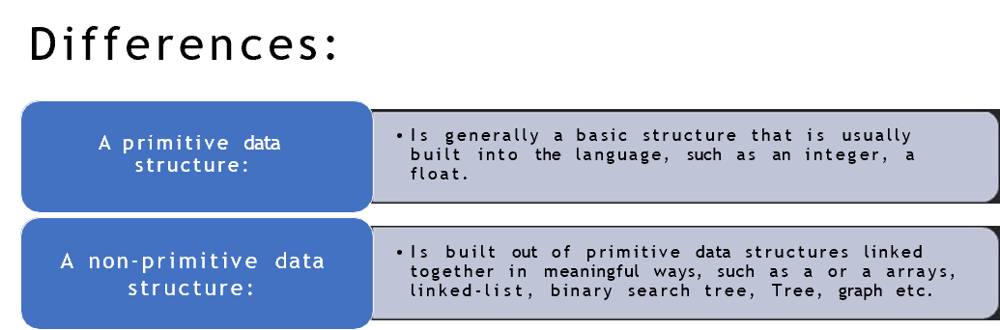 Differences:
A primitive data
structure:
• Is generally a basic structure that is usually
built into the language, such as an integer, a
float.
A non-primitive data
structure:
• Is built out of primitive data structures linked
together in meaningful ways, such as a or a arrays,
linked-list, binary search tree, Tree, graph etc.